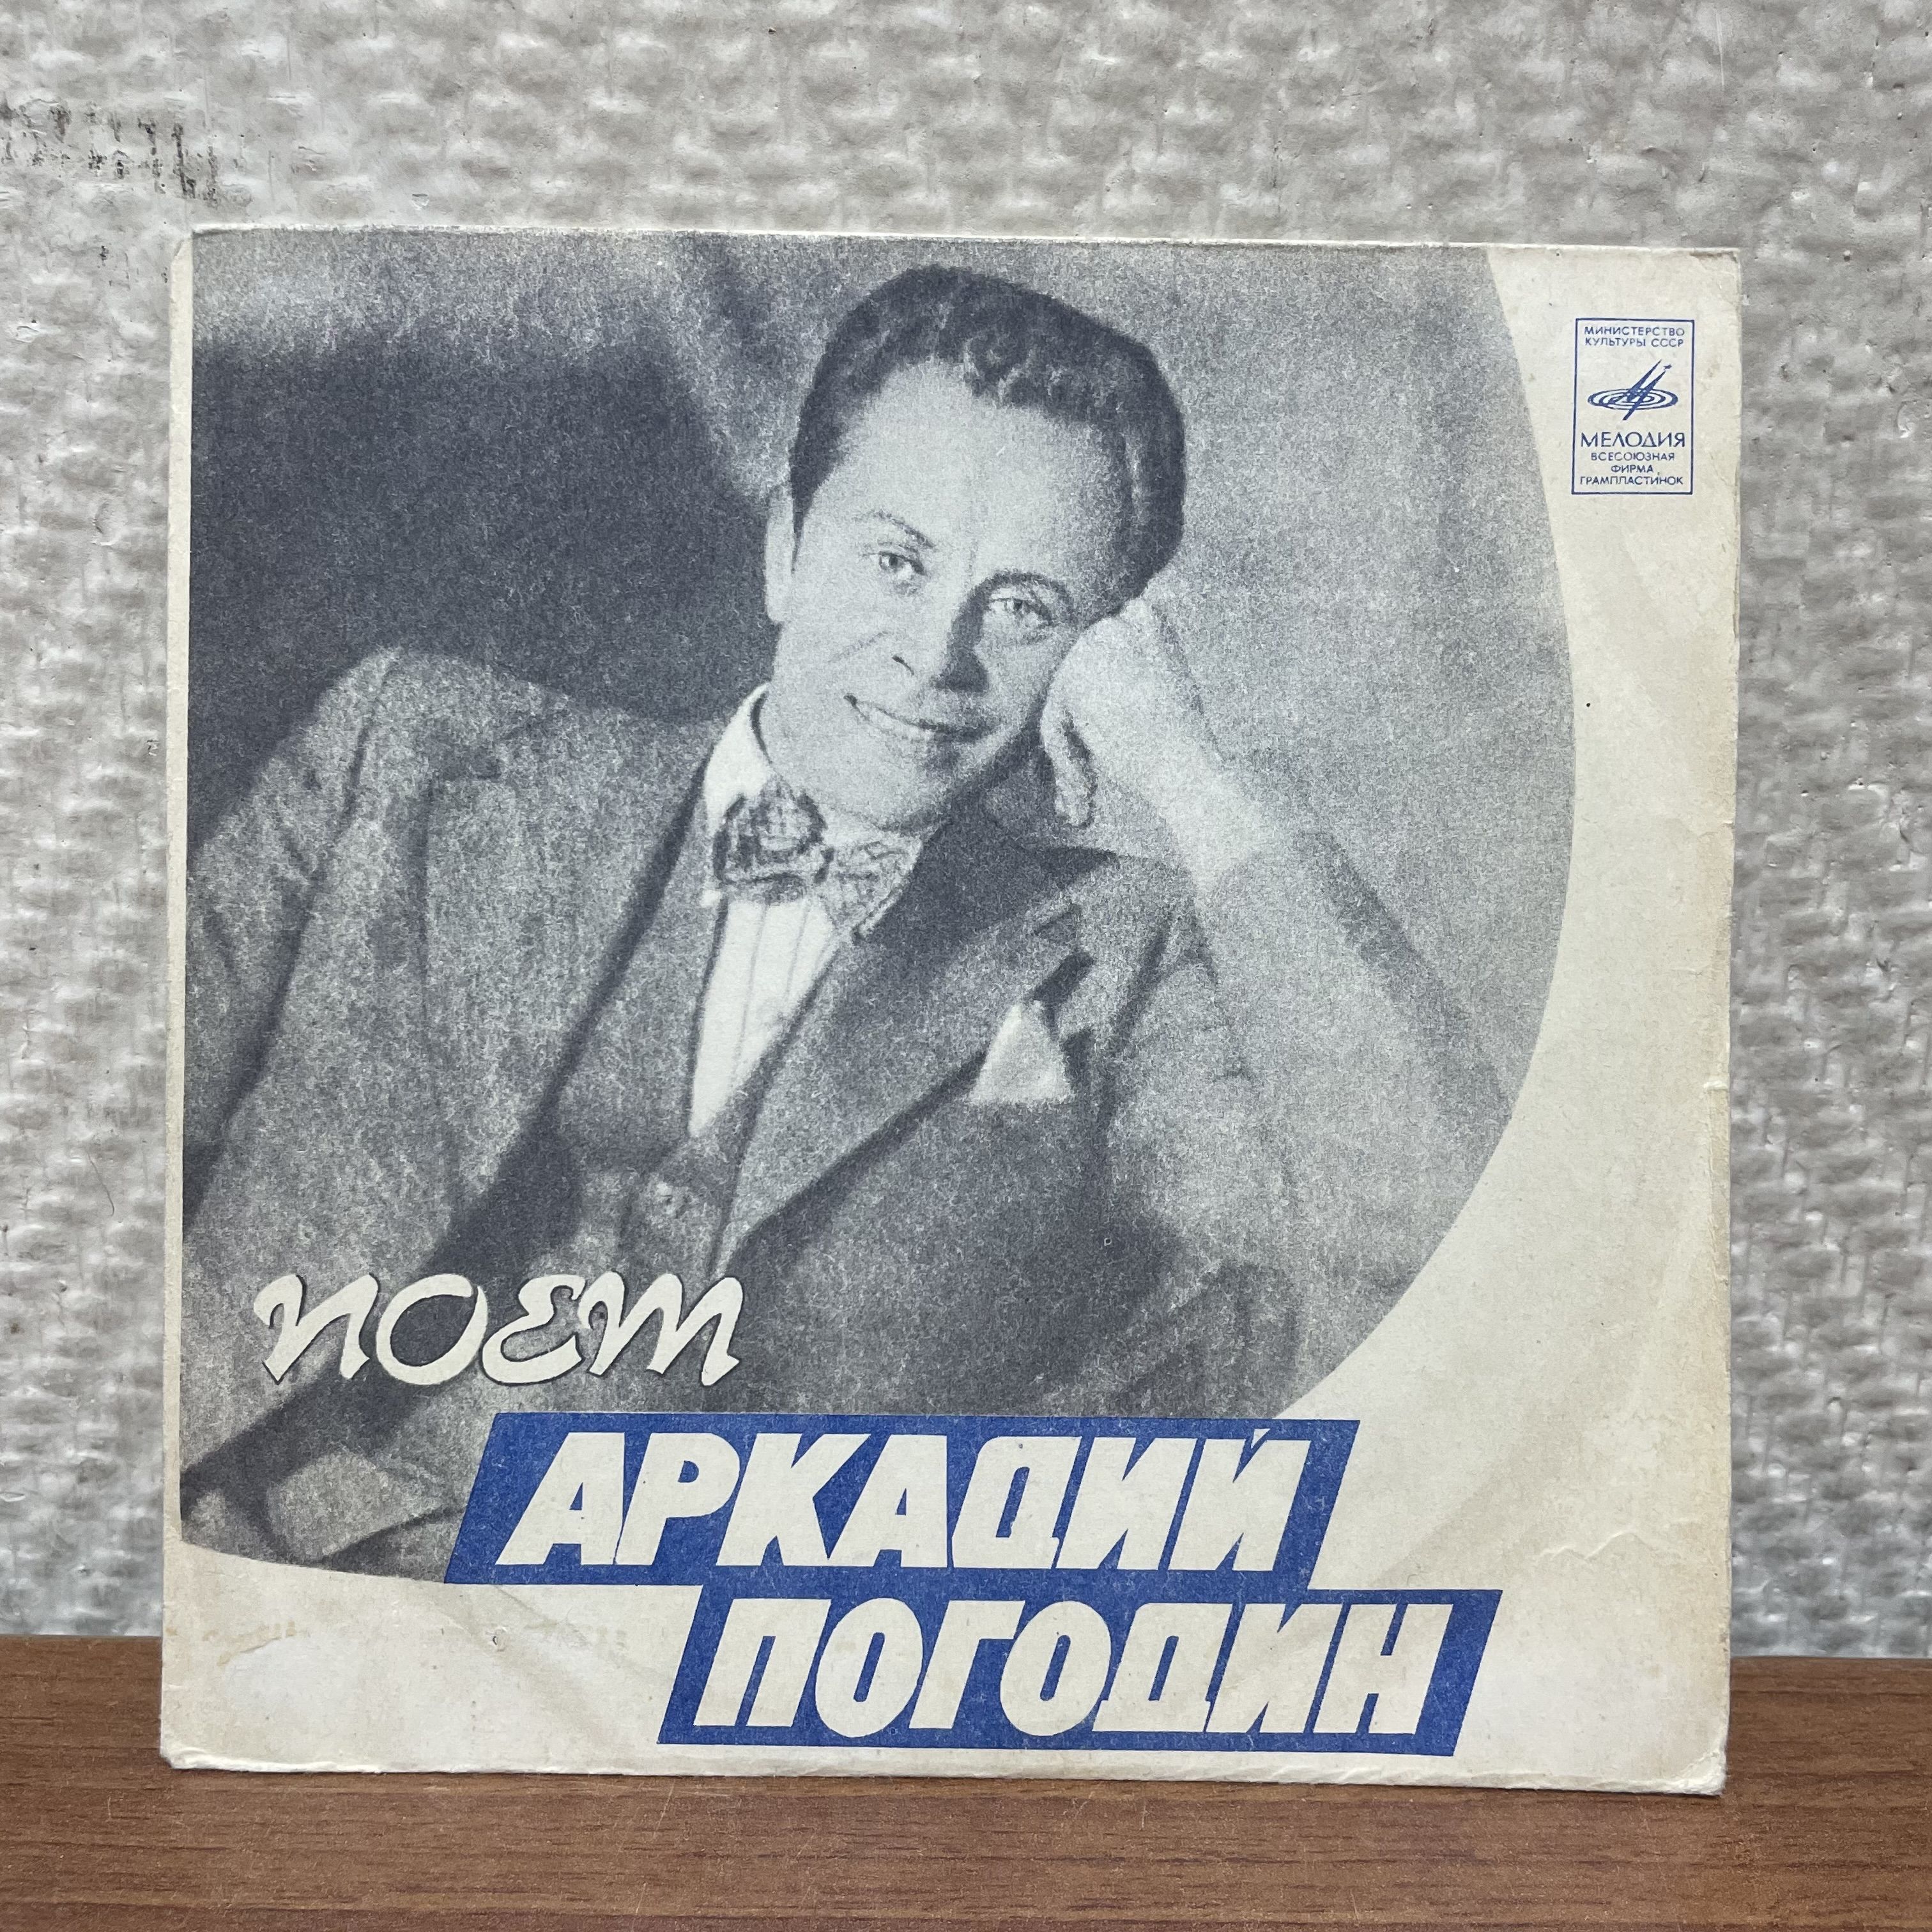 МИНИСТЕРСТВО
КУЛЬТУРЫ СССР
МЕЛОДИЯ
ВСЕСОЮЗНАЯ
ФИРМА
ГРАМПЛАСТИНОК
поет
АРКАДИЙ
ПОГОДИН